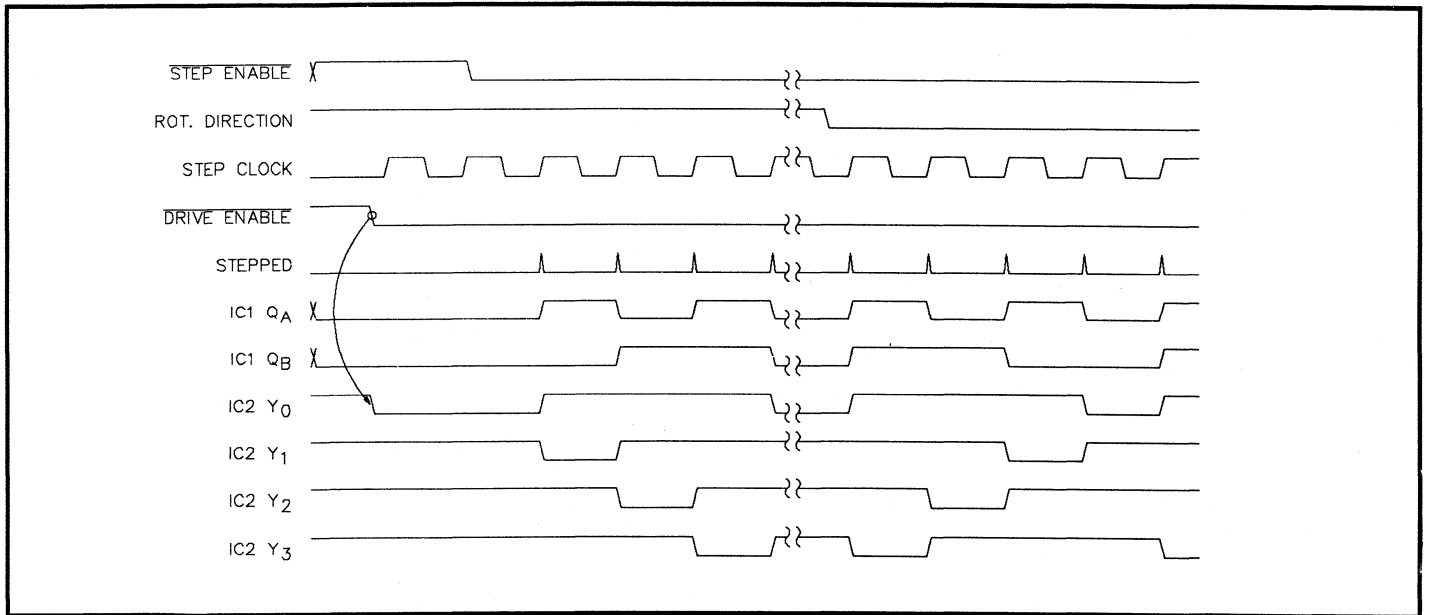 STEP ENABLE
ROT. DIRECTION
STEP CLOCK
DRIVE ENABLE
STEPPED
IC1 QA
IC1 QB
IC2 Y0
IC2 Y1
IC2 Y2
IC2 Y3